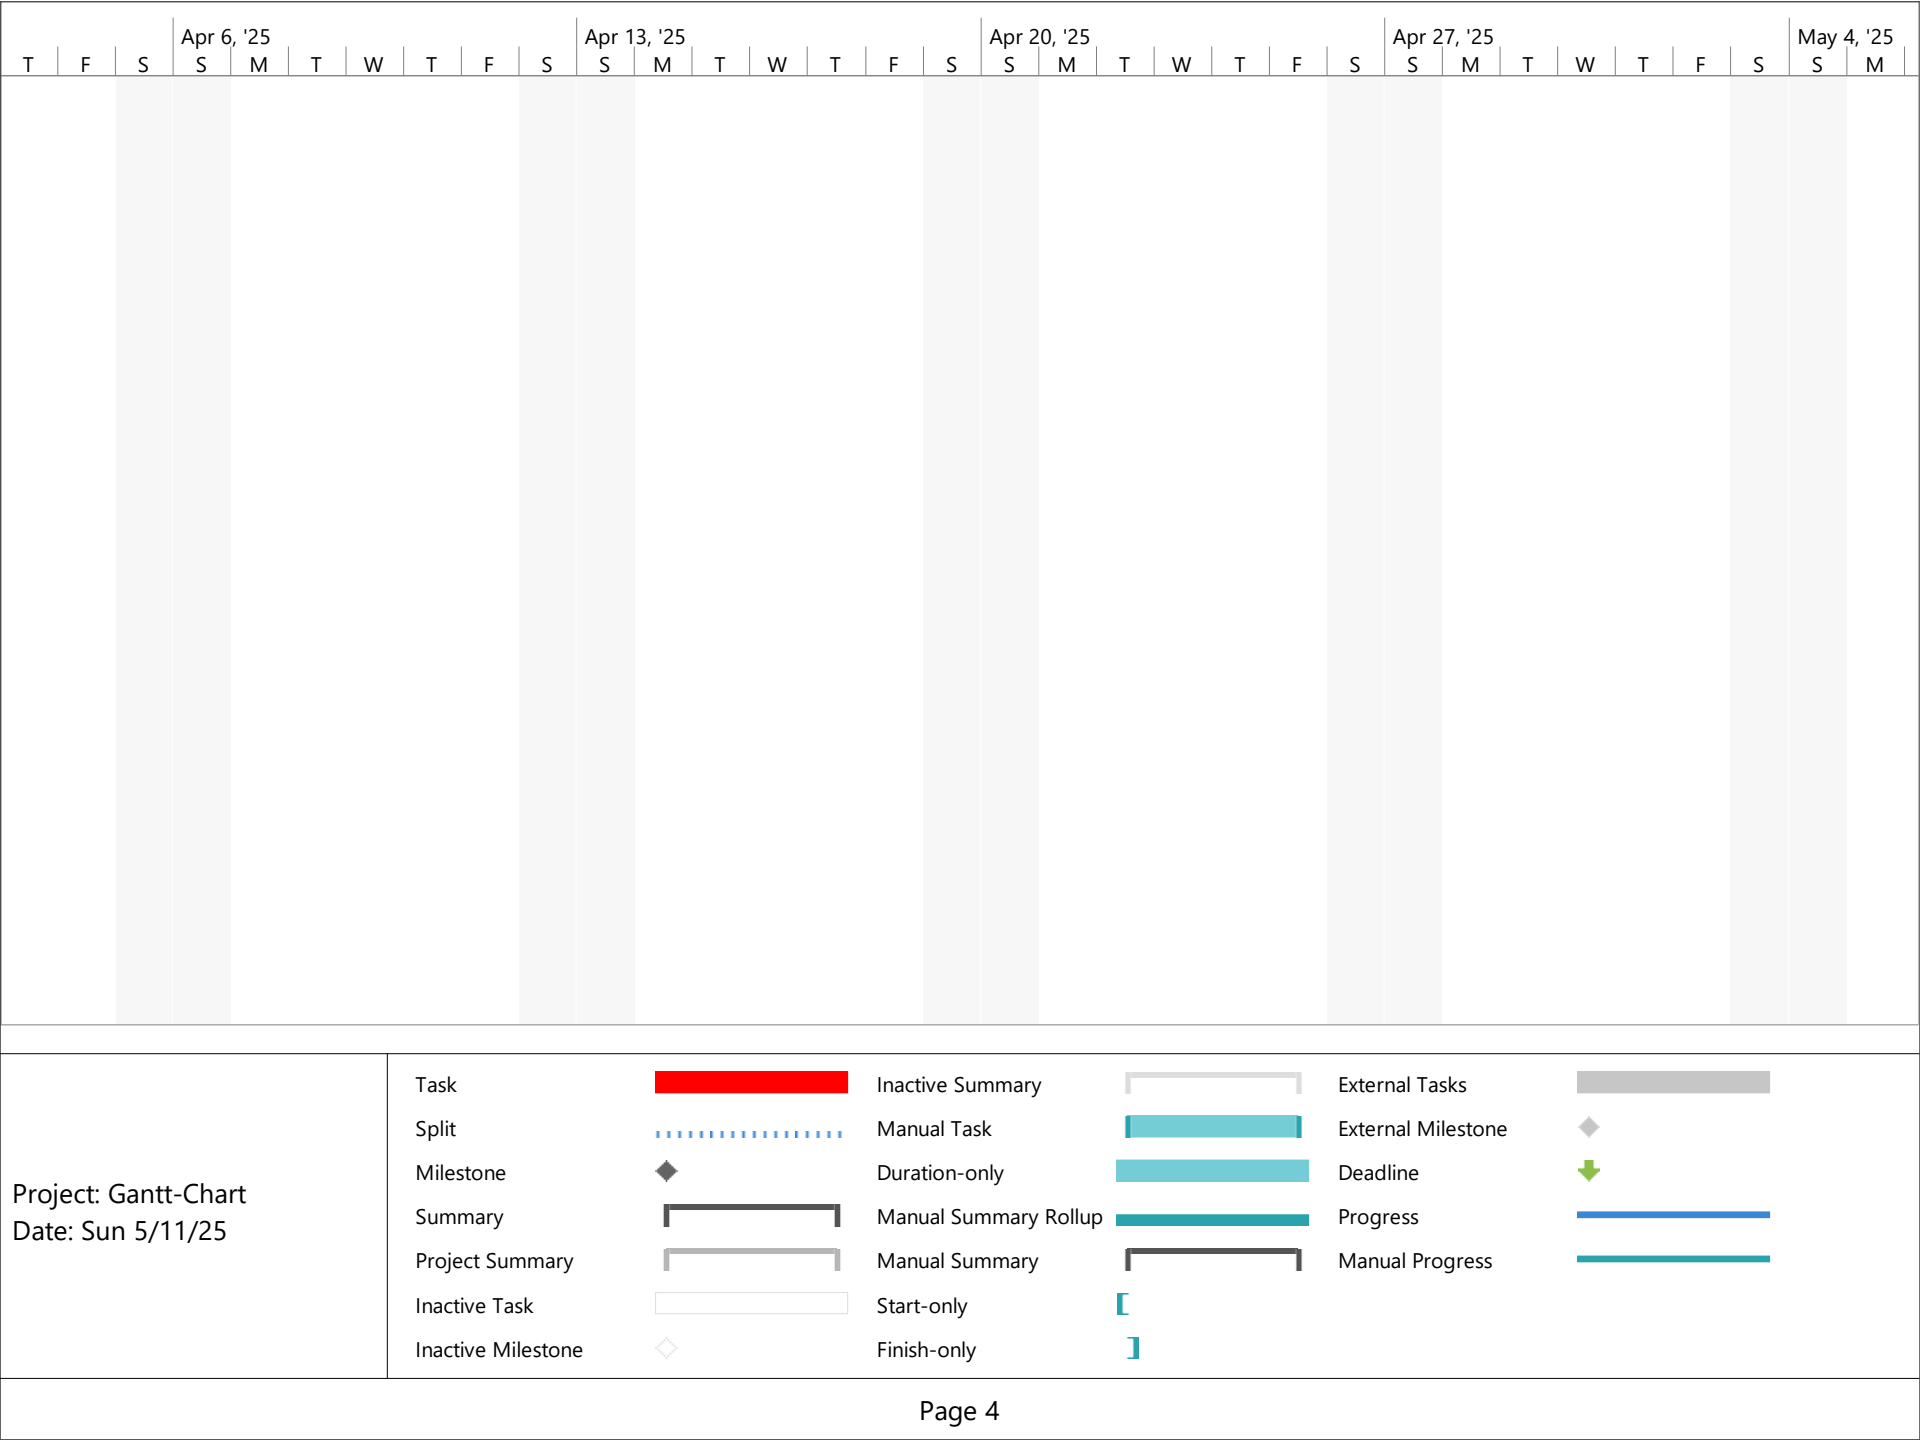 Apr 6, '25 Apr 13, '25 Apr 20, '25 Apr 27, '25 May 4, '25
T F S S M T W T F S S M T W T F S S M T W T F S S M T W T F S S M
Task
Split
Milestone
Summary
Project Summary
Inactive Task
Inactive Milestone
Inactive Summary
Manual Task
Duration-only
Manual Summary Rollup
Manual Summary
Start-only
Finish-only
External Tasks
External Milestone
Deadline
Progress
Manual Progress
Project: Gantt-Chart
Date: Sun 5/11/25
Page 4